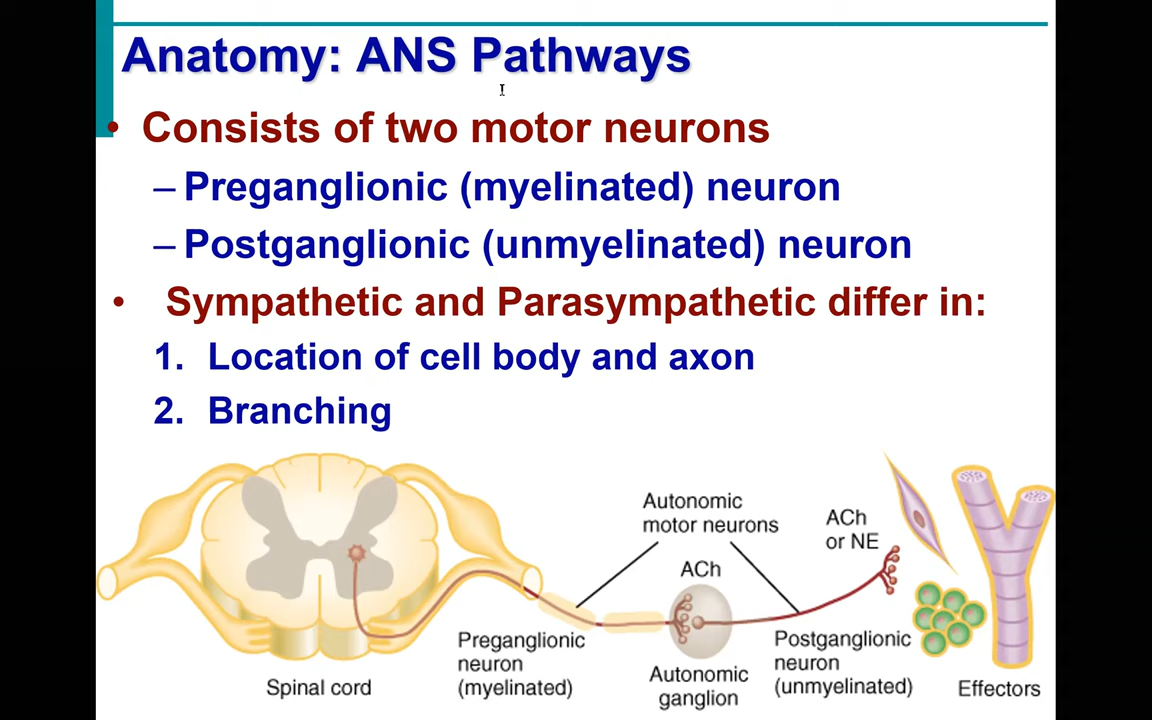 Anatomy: ANS Pathways
• Consists of two motor neurons
– Preganglionic (myelinated) neuron
– Postganglionic (unmyelinated) neuron
• Sympathetic and Parasympathetic differ in:
1. Location of cell body and axon
2. Branching
Autonomic
motor neurons
ACh
or NE
ACh
Preganglionic
neuron
(myelinated)
Postganglionic
neuron
(unmyelinated)
Autonomic
ganglion
Spinal cord
Effectors